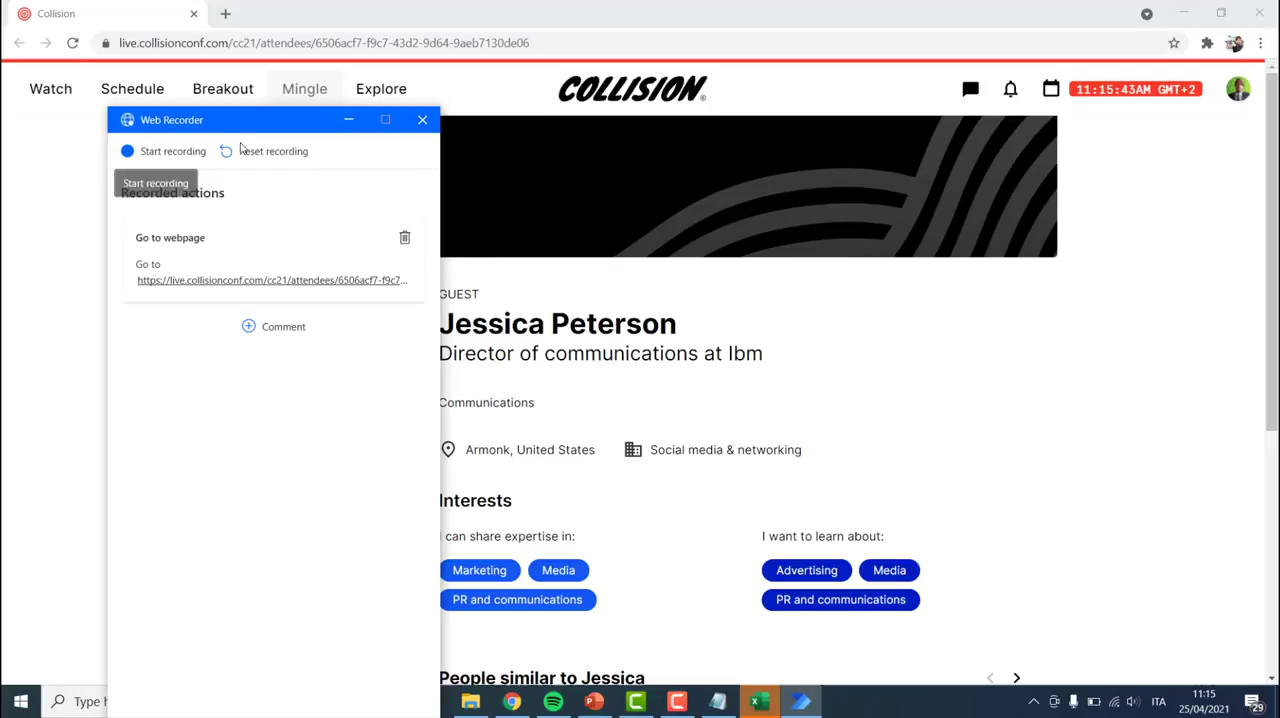 Collision
live.collisionconf.com/cc21/attendees/6506acf7-f9c7-43d2-9d64-9aeb7130de06
Watch Schedule Breakout Mingle Explore COLLISION 11:15:43AM GMT+2
Web Recorder
Start recording eset recording
Start recording
Recorded actions
Go to webpage
Go to
https://live.collisionconf.com/cc21/attendees/6506acf7-f9c7...
Comment
GUEST
Jessica Peterson
Director of communications at Ibm
Communications
Armonk, United States Social media & networking
Interests
can share expertise in: I want to learn about:
Marketing Media Advertising Media
PR and communications PR and communications
People similar to Jessica
Type h ITA 11:15
25/04/2021 29